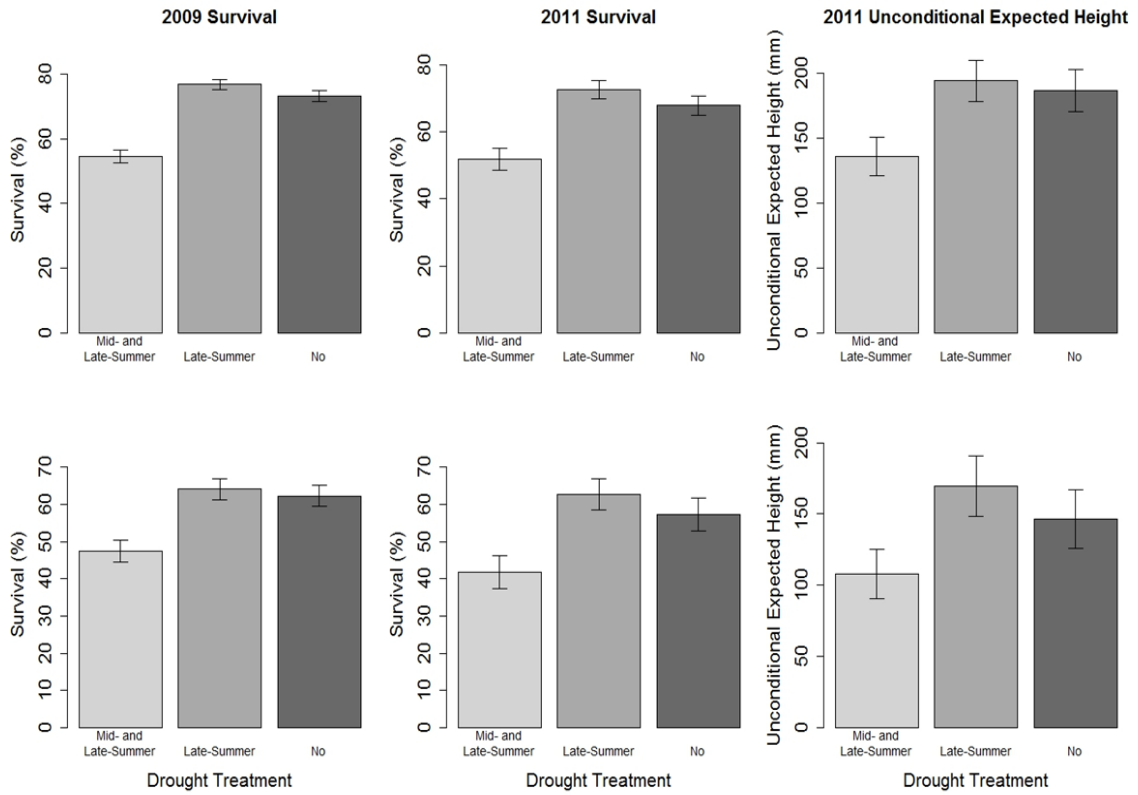 2009 Survival
Survival (%)
0
20
40
60
80
Mid- and
Late-Summer
Late-Summer
No
2011 Survival
Survival (%)
0
20
40
60
80
Mid- and
Late-Summer
Late-Summer
No
2011 Unconditional Expected Height
Unconditional Expected Height (mm)
0
50
100
150
200
Mid- and
Late-Summer
Late-Summer
No
Survival (%)
0
10
20
30
40
50
60
70
Mid- and
Late-Summer
Late-Summer
No
Drought Treatment
Survival (%)
0
10
20
30
40
50
60
70
Mid- and
Late-Summer
Late-Summer
No
Drought Treatment
Unconditional Expected Height (mm)
0
50
100
150
200
Mid- and
Late-Summer
Late-Summer
No
Drought Treatment